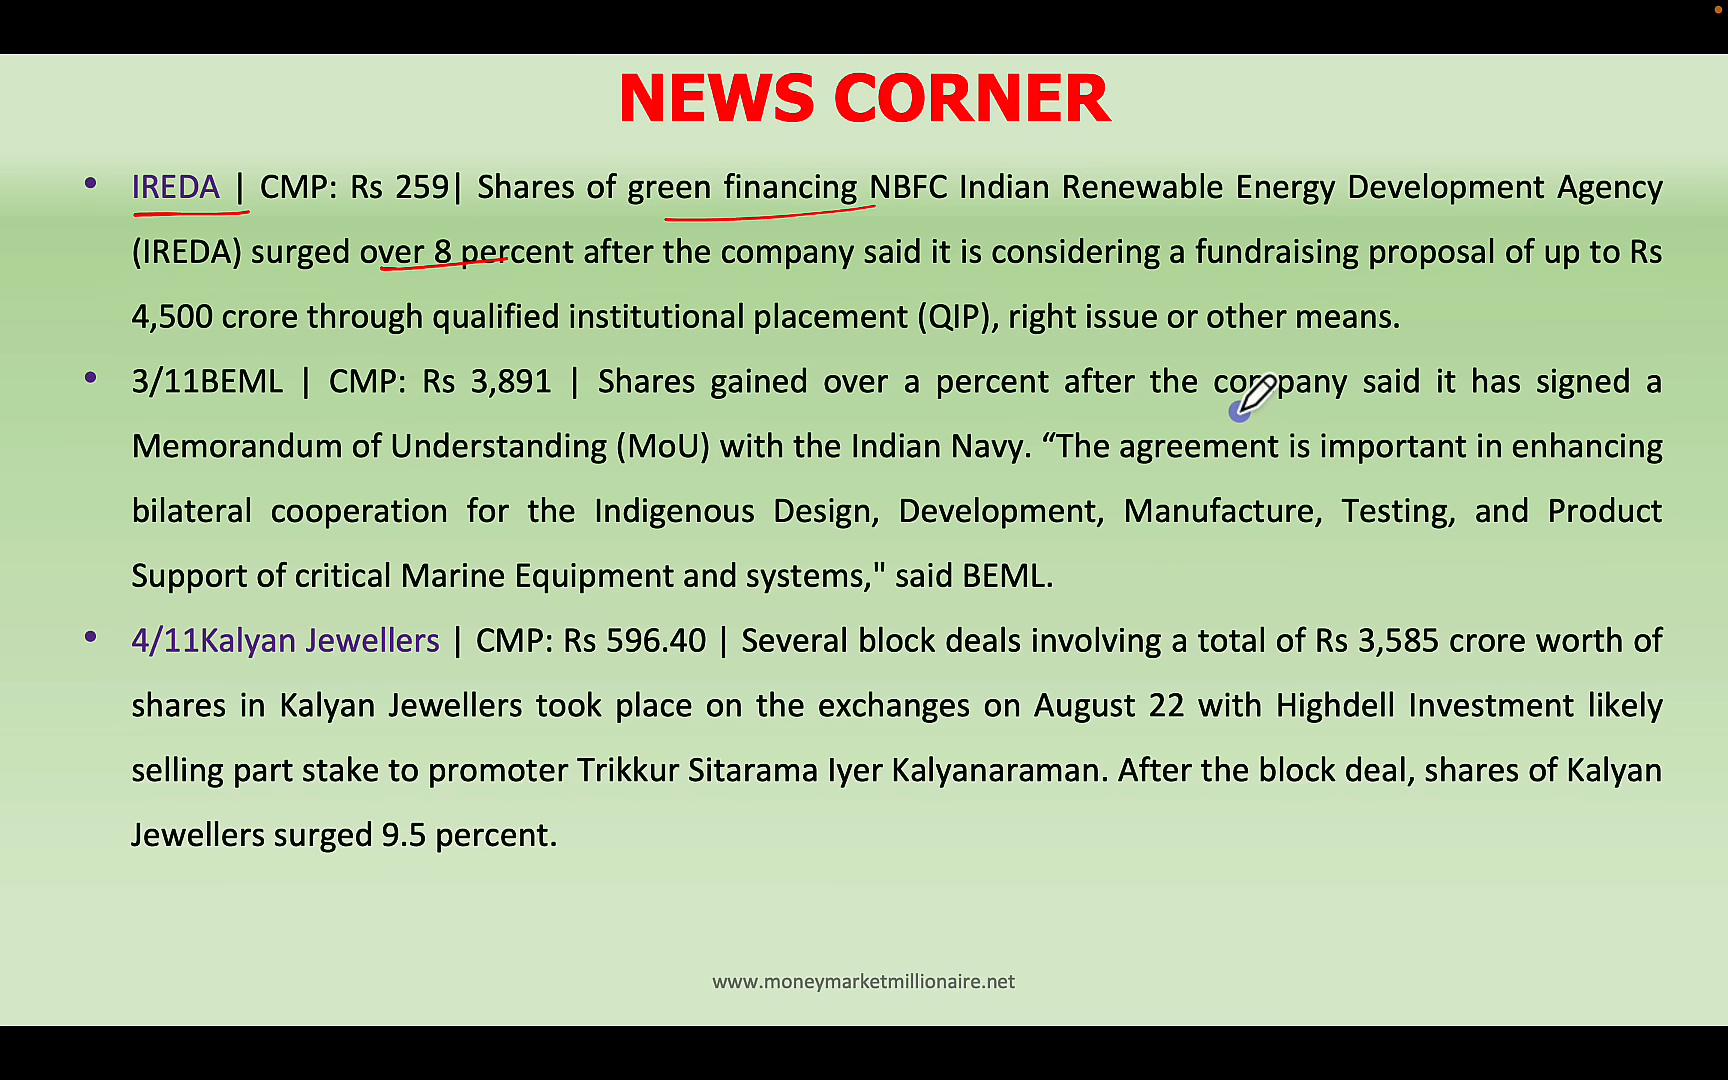 NEWS CORNER
• IREDA | CMP: Rs 259| Shares of green financing NBFC Indian Renewable Energy Development Agency
(IREDA) surged over 8 percent after the company said it is considering a fundraising proposal of up to Rs
4,500 crore through qualified institutional placement (QIP), right issue or other means.
• 3/11BEML | CMP: Rs 3,891 | Shares gained over a percent after the company said it has signed a
Memorandum of Understanding (MoU) with the Indian Navy. “The agreement is important in enhancing
bilateral cooperation for the Indigenous Design, Development, Manufacture, Testing, and Product
Support of critical Marine Equipment and systems," said BEML.
• 4/11Kalyan Jewellers | CMP: Rs 596.40 | Several block deals involving a total of Rs 3,585 crore worth of
shares in Kalyan Jewellers took place on the exchanges on August 22 with Highdell Investment likely
selling part stake to promoter Trikkur Sitarama Iyer Kalyanaraman. After the block deal, shares of Kalyan
Jewellers surged 9.5 percent.
www.moneymarketmillionaire.net